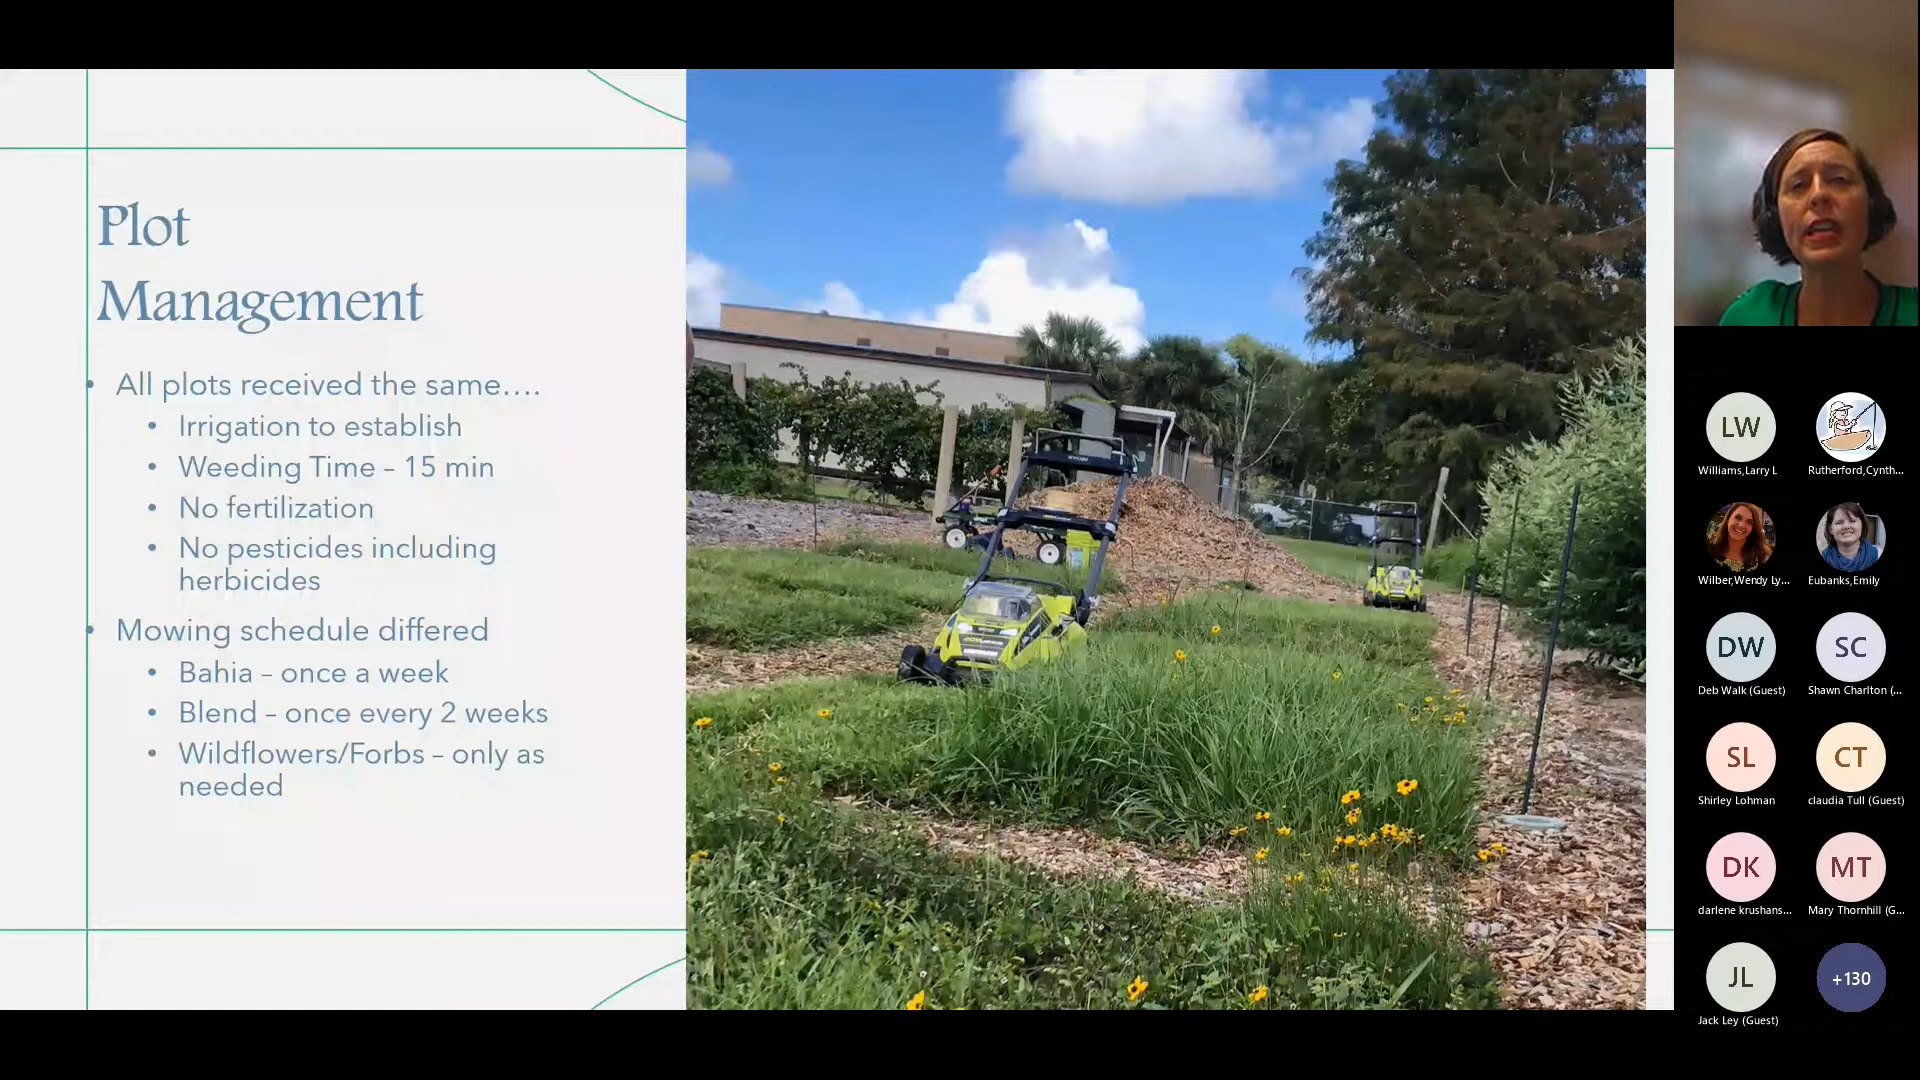 Plot
Management
• All plots received the same....
• Irrigation to establish
• Weeding Time – 15 min
• No fertilization
• No pesticides including
herbicides
• Mowing schedule differed
• Bahia – once a week
• Blend – once every 2 weeks
• Wildflowers/Forbs – only as
needed
LW
Williams,Larry L
Rutherford,Cynth...
Wilber,Wendy Ly...
Eubanks,Emily
DW
Deb Walk (Guest)
SC
Shawn Charlton (...
SL
Shirley Lohman
CT
claudia Tull (Guest)
DK
darlene krushans...
MT
Mary Thornhill (G...
JL
Jack Ley (Guest)
+130